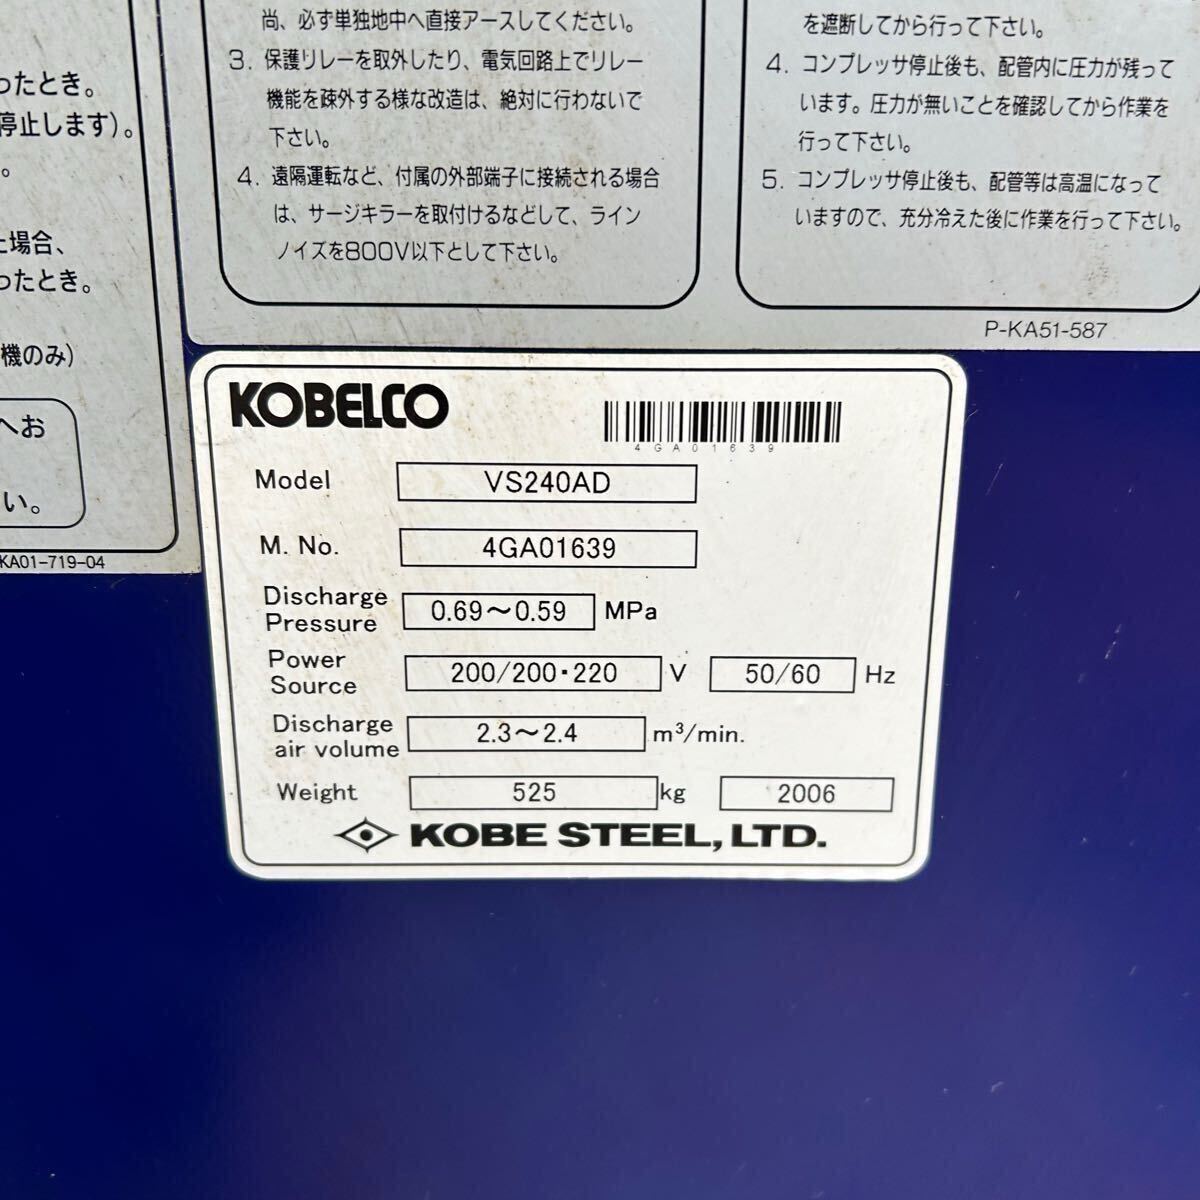 ったとき。
停止します)。
。
た場合、
ったとき。
機のみ)
へお
い。
KA01-719-04
尚、必ず単独地中へ直接アースしてください。
3. 保護リレーを取外したり、電気回路上でリレー
機能を疎外する様な改造は、絶対に行わないで
下さい。
4. 遠隔運転など、付属の外部端子に接続される場合
は、サージキラーを取付けるなどして、ライン
ノイズを800V以下として下さい。
を遮断してから行って下さい。
4. コンプレッサ停止後も、配管内に圧力が残って
います。圧力が無いことを確認してから作業を
行って下さい。
5. コンプレッサ停止後も、配管等は高温になって
いますので、充分冷えた後に作業を行って下さい。
P-KA51-587
KOBELCO
4GA01639
Model VS240AD
M. No. 4GA01639
Discharge
Pressure 0.69～0.59 MPa
Power
Source 200/200・220 V 50/60 Hz
Discharge
air volume 2.3～2.4 m³/min.
Weight 525 kg 2006
KOBE STEEL, LTD.